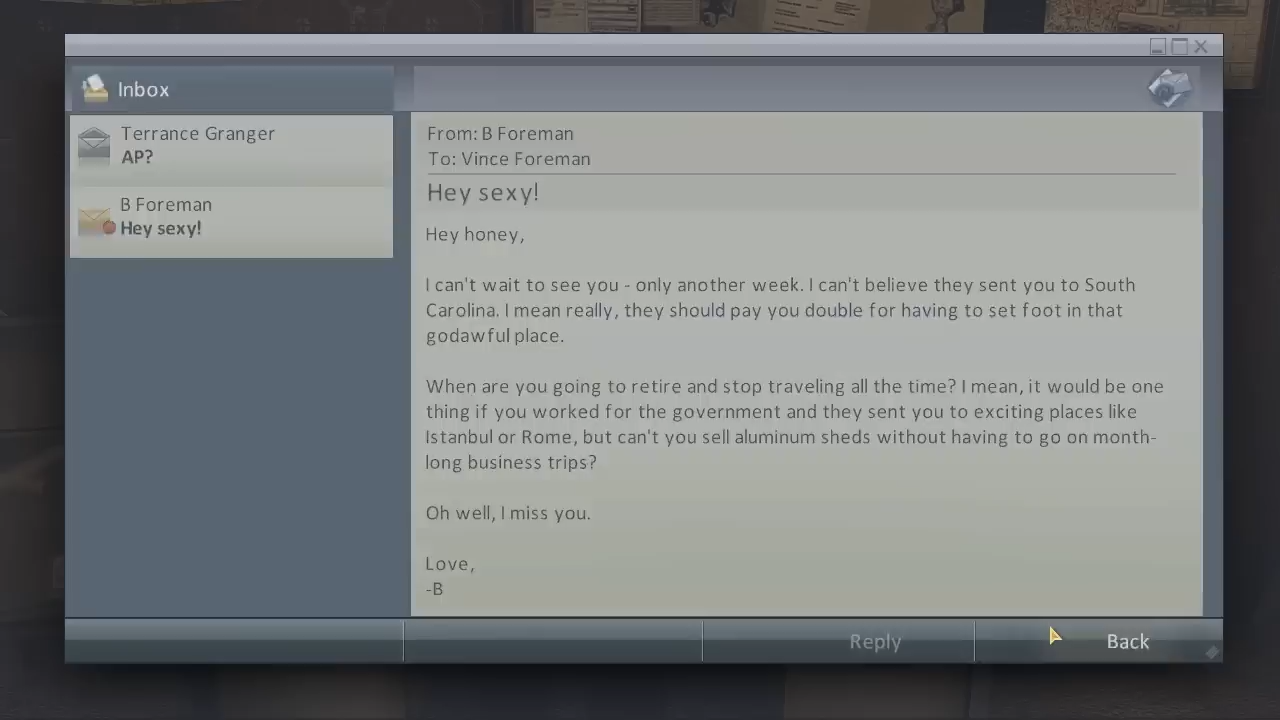 Inbox
Terrance Granger
AP?
B Foreman
Hey sexy!
From: B Foreman
To: Vince Foreman
Hey sexy!
Hey honey,
I can't wait to see you - only another week. I can't believe they sent you to South
Carolina. I mean really, they should pay you double for having to set foot in that
godawful place.
When are you going to retire and stop traveling all the time? I mean, it would be one
thing if you worked for the government and they sent you to exciting places like
Istanbul or Rome, but can't you sell aluminum sheds without having to go on month-
long business trips?
Oh well, I miss you.
Love,
-B
Reply
Back